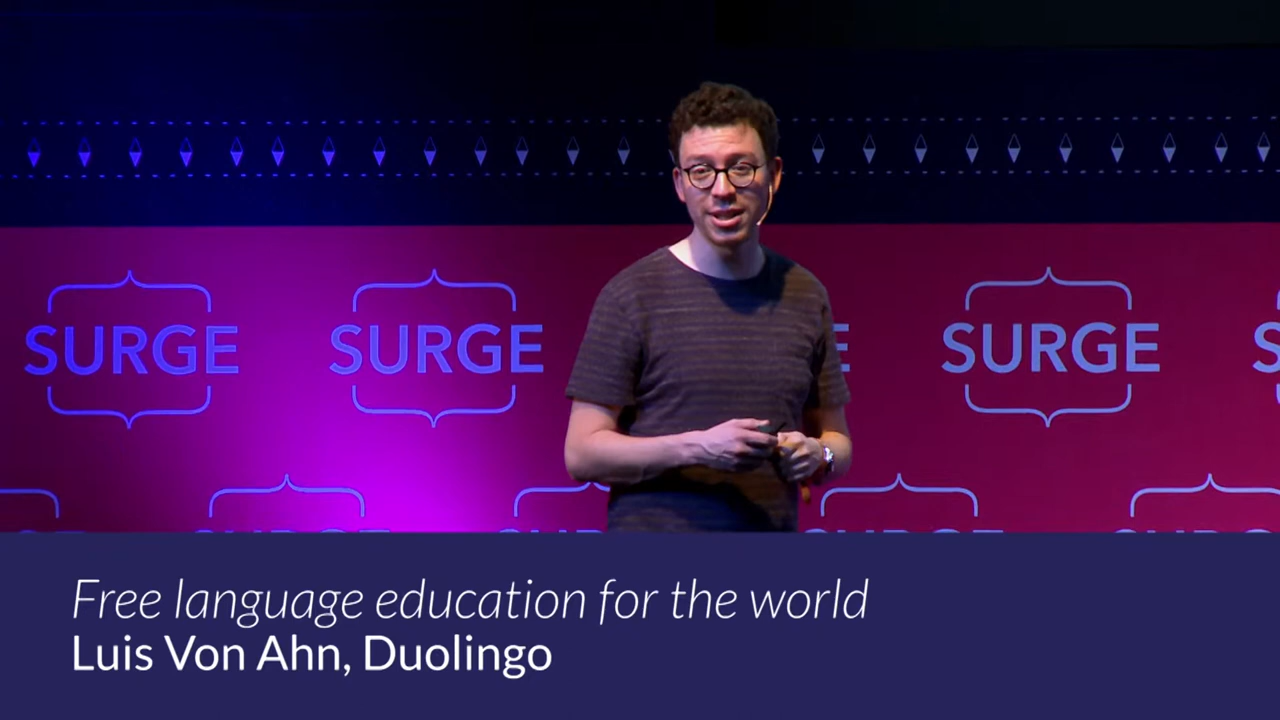 SURGE SURGE SURGE
Free language education for the world
Luis Von Ahn, Duolingo